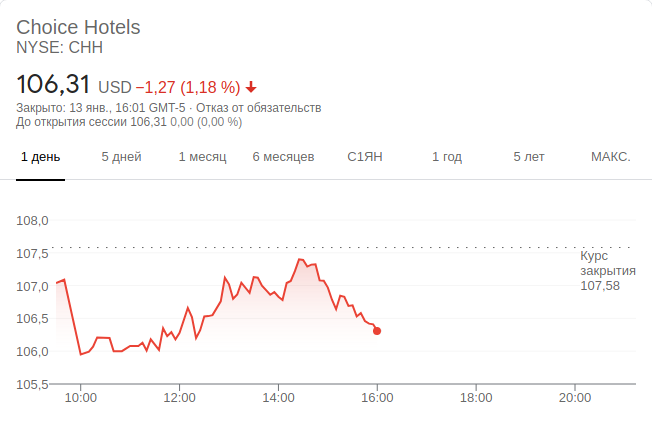 Choice Hotels
NYSE: CHH
106,31 USD −1,27 (1,18 %)
Закрыто: 13 янв., 16:01 GMT-5 · Отказ от обязательств
До открытия сессии 106,31 0,00 (0,00 %)
1 день 5 дней 1 месяц 6 месяцев С1ЯН 1 год 5 лет МАКС.
108,0
107,5
Курс
закрытия
107,58
107,0
106,5
106,0
105,5
10:00 12:00 14:00 16:00 18:00 20:00